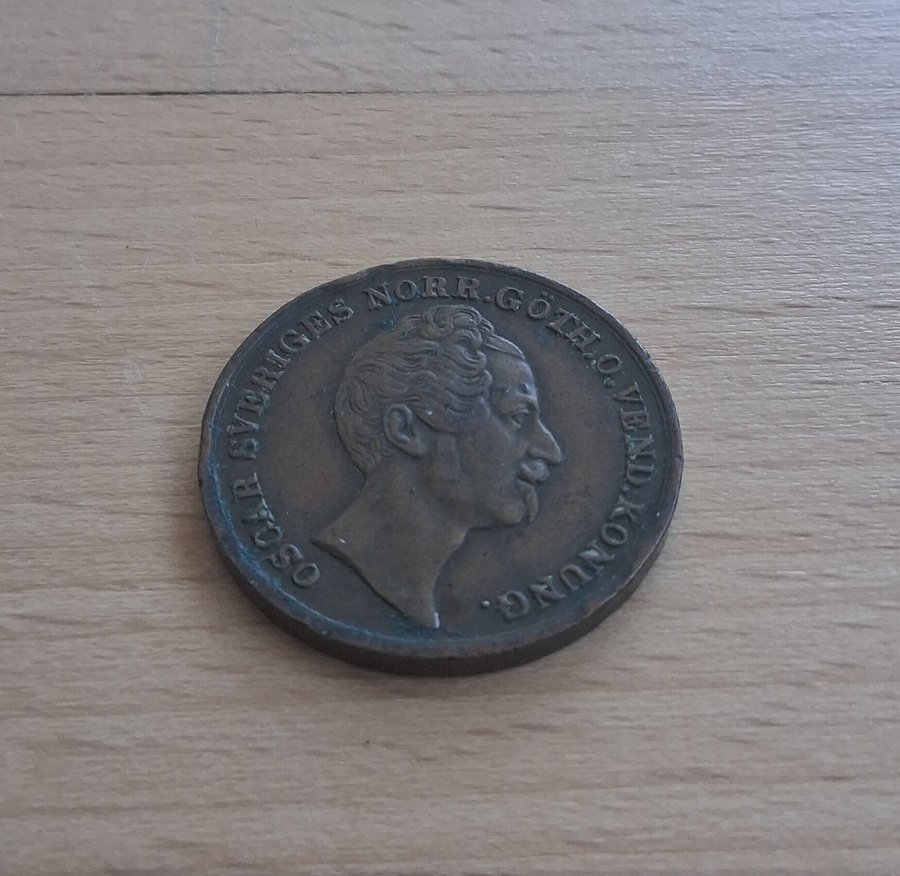 OSCAR SVERIGES NORR. GÖTH. O. VEND. KONUNG.